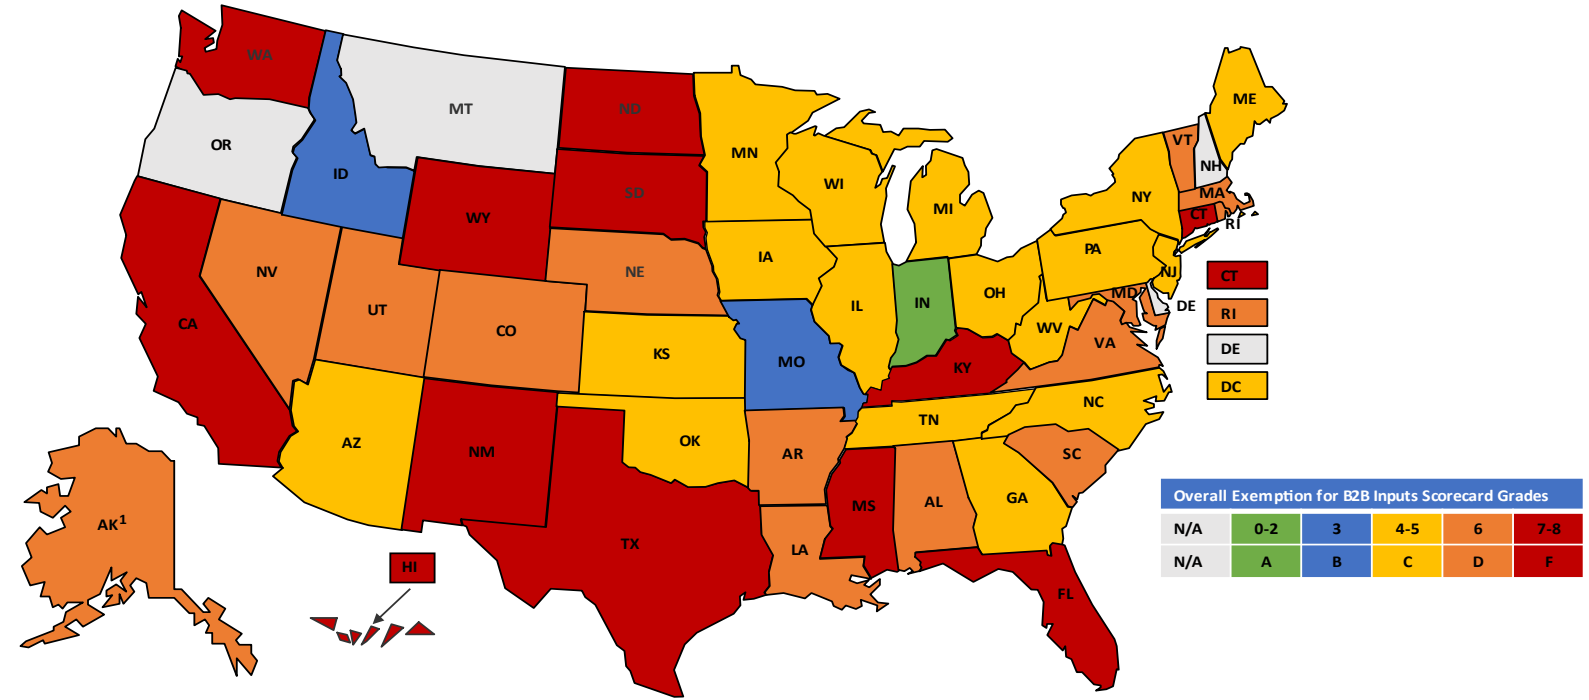 WA
MT
ND
ME
OR
ID
MN
VT
NH
WI
SD
MA
NY
MI
CT
RI
WY
PA
IA
NV
NE
NJ
CT
OH
MD
IN
IL
DE
UT
CA
CO
RI
WV
VA
KS
DE
MO
KY
DC
NC
TN
AZ
OK
NM
AR
SC
Overall Exemption for B2B Inputs Scorecard Grades
GA
AL
MS
AK1
N/A 0-2 3 4-5 6 7-8
TX
LA
N/A A B C D F
HI
FL